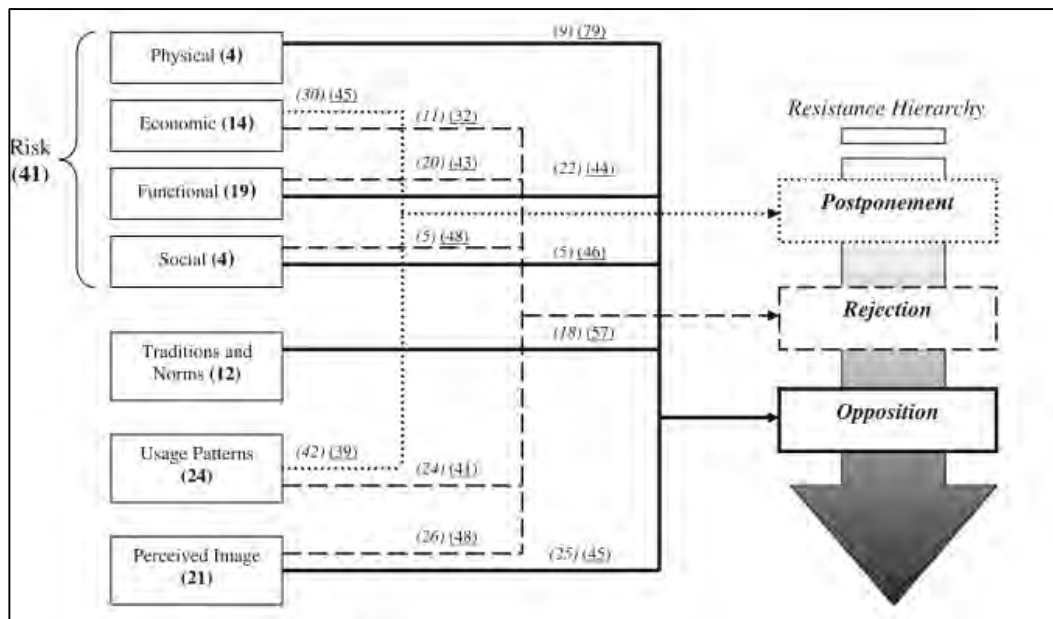 Risk
(41)
Physical (4)
(9) (79)
(30) (45)
Economic (14)
(11) (32)
(20) (43)
Functional (19)
(22) (44)
(5) (48)
Social (4)
(5) (46)
Traditions and
Norms (12)
(18) (57)
(42) (39)
Usage Patterns
(24)
(24) (41)
(26) (48)
Perceived Image
(21)
(25) (45)
Resistance Hierarchy
Postponement
Rejection
Opposition